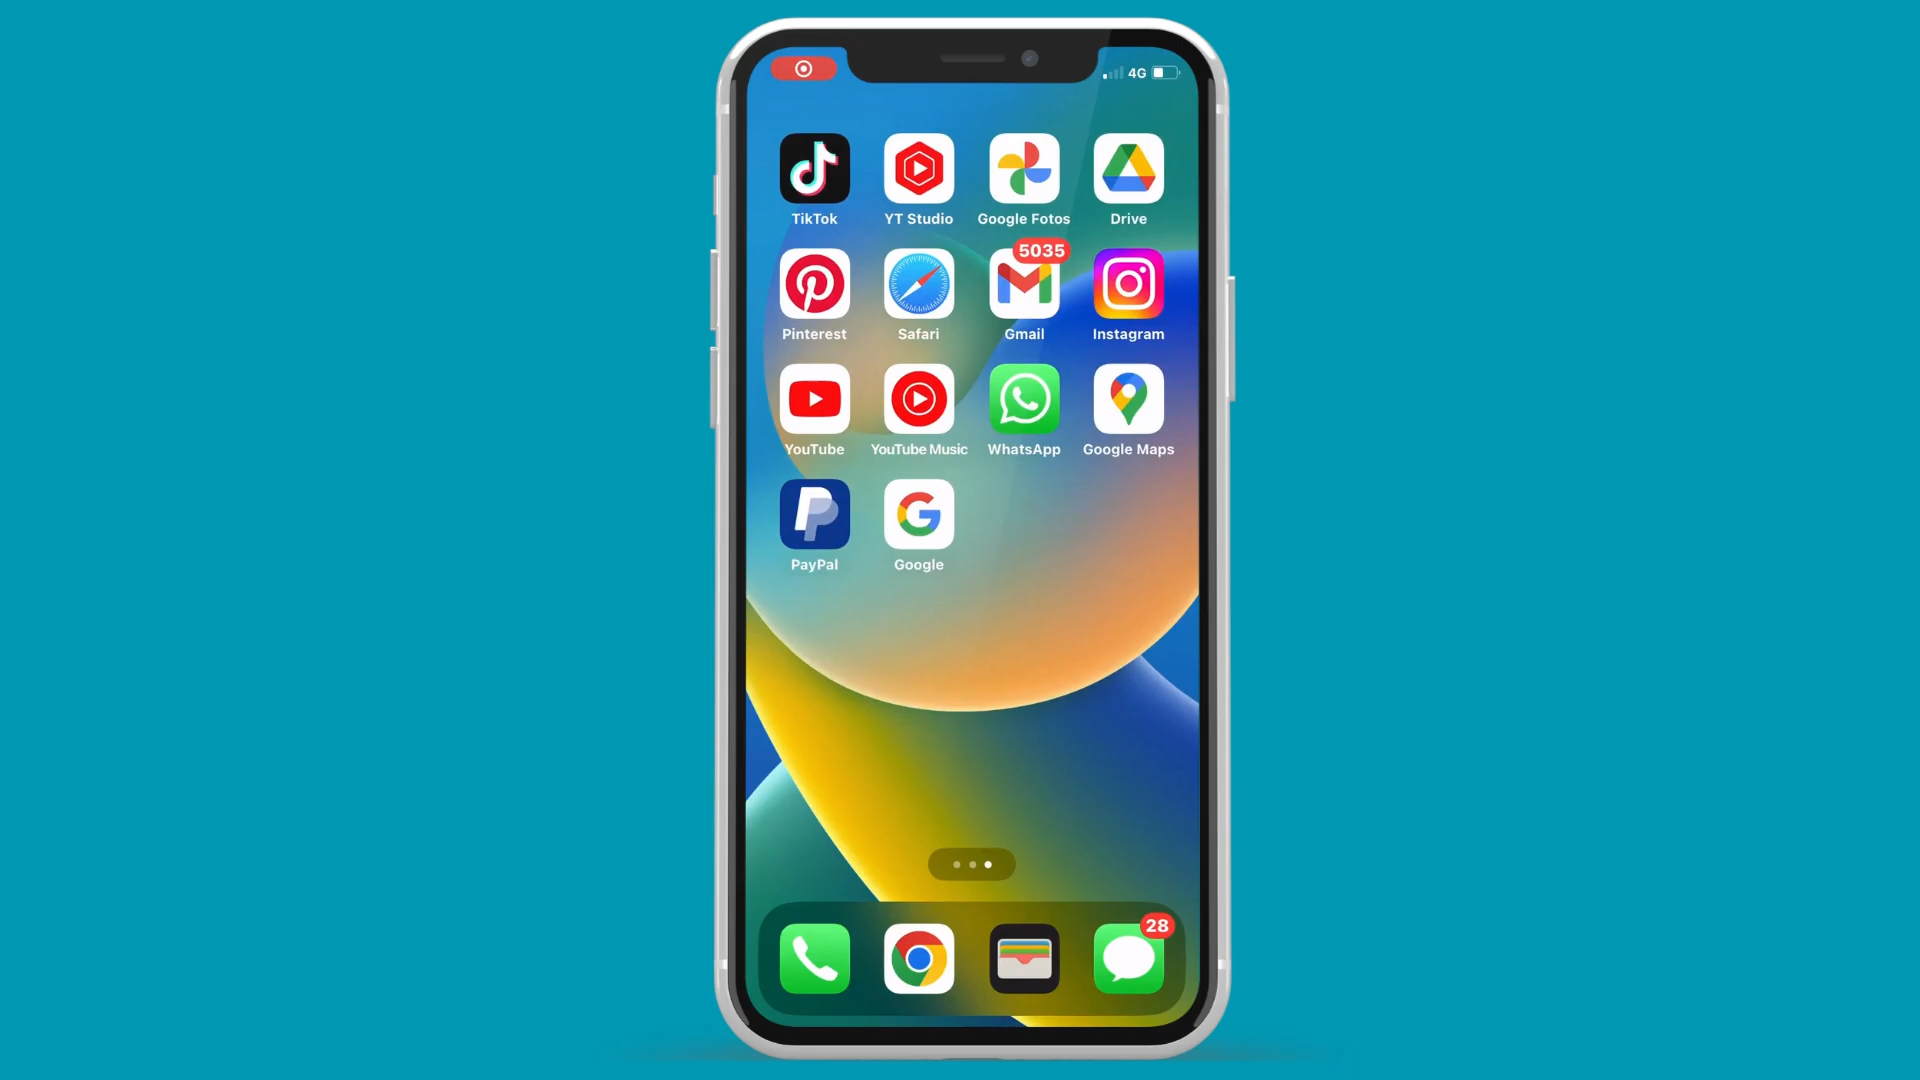 4G
TikTok
YT Studio
Google Fotos
Drive
5035
Pinterest
Safari
Gmail
Instagram
YouTube
YouTube Music
WhatsApp
Google Maps
PayPal
Google
28